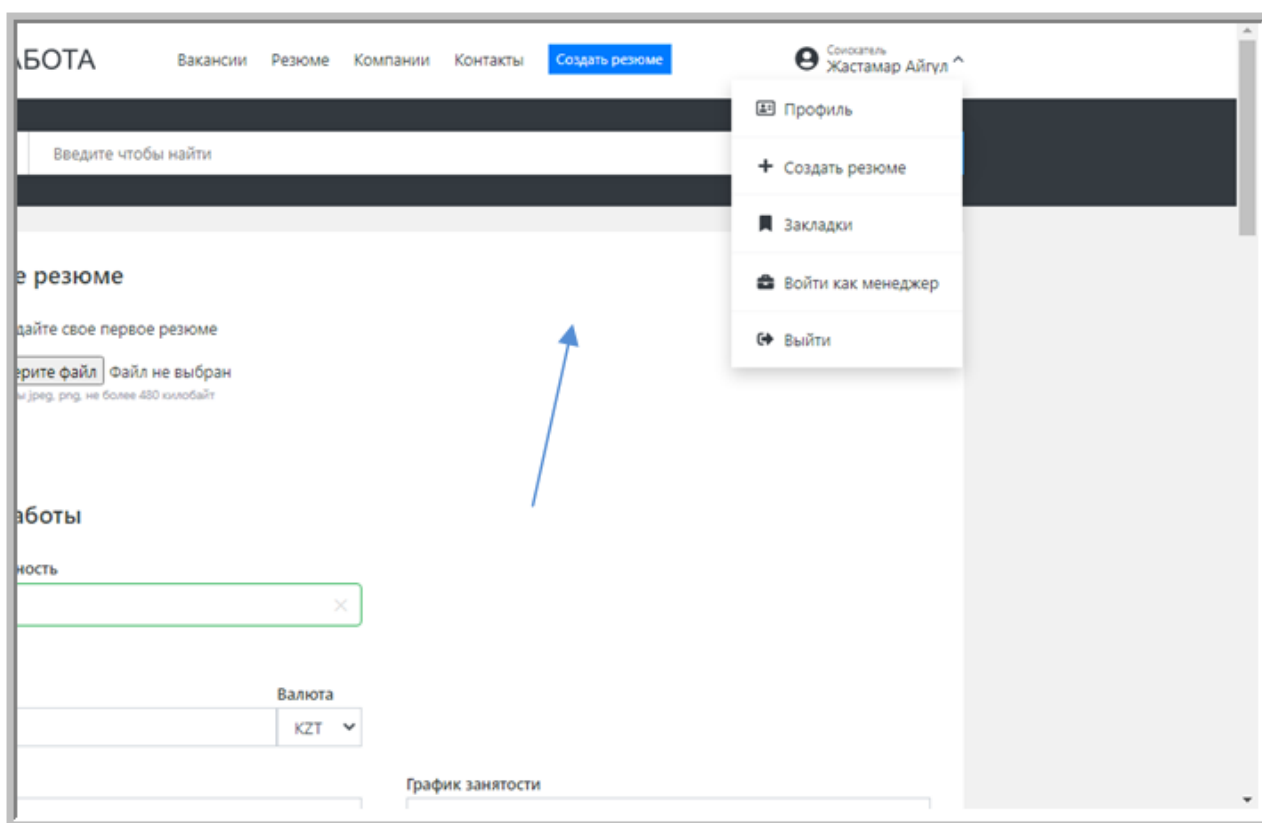 АБОТА
Вакансии Резюме Компании Контакты Создать резюме
Соискатель
Жастамар Айгул
Профиль
Введите чтобы найти
Создать резюме
Закладки
е резюме
Войти как менеджер
дайте свое первое резюме
Выйти
ерите файл Файл не выбран
ы jpeg, png, не более 480 килобайт
аботы
ность
Валюта
KZT
График занятости